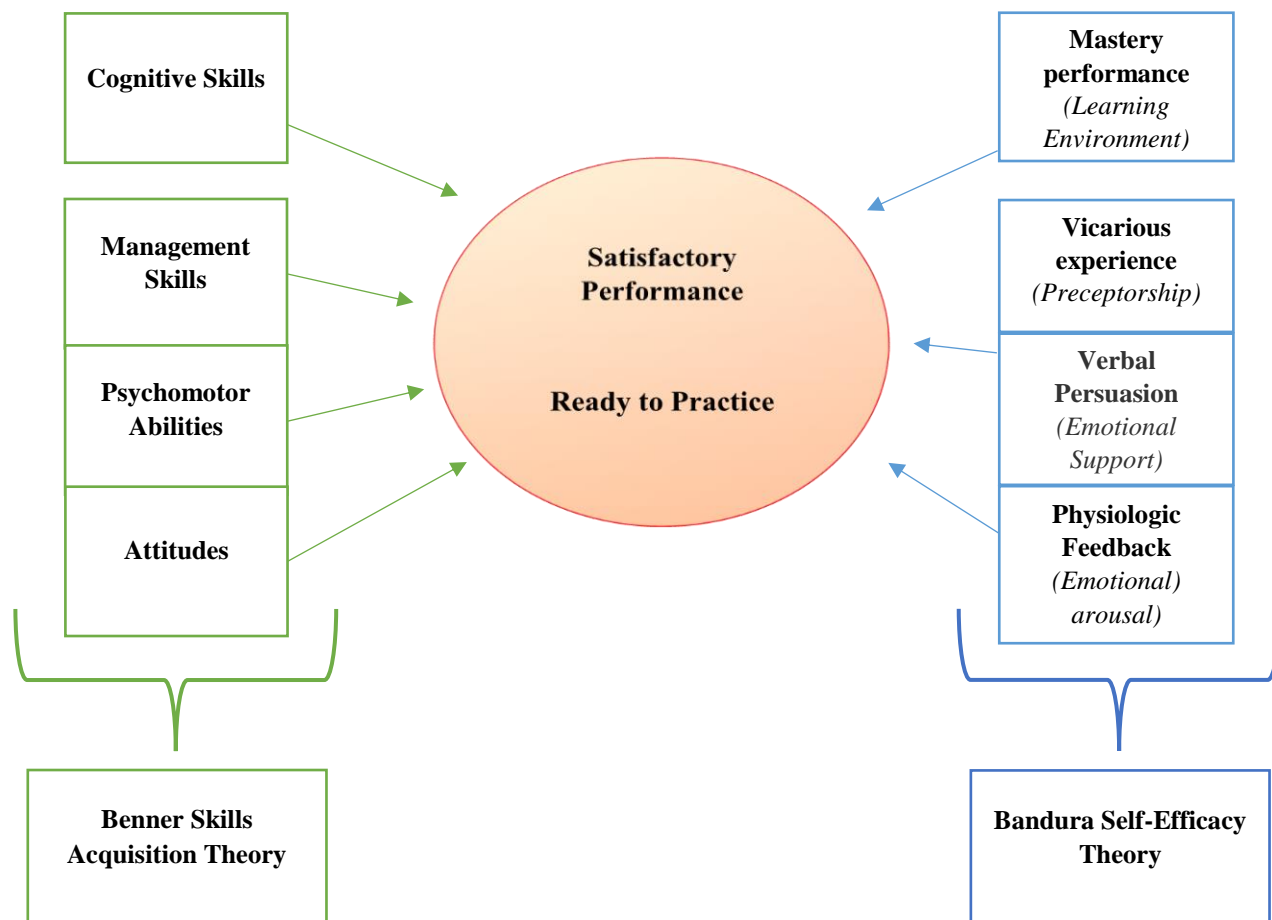 Cognitive Skills
Management
Skills
Psychomotor
Abilities
Attitudes
Benner Skills
Acquisition Theory
Satisfactory
Performance
Ready to Practice
Mastery
performance
(Learning
Environment)
Vicarious
experience
(Preceptorship)
Verbal
Persuasion
(Emotional
Support)
Physiologic
Feedback
(Emotional)
arousal)
Bandura Self-Efficacy
Theory